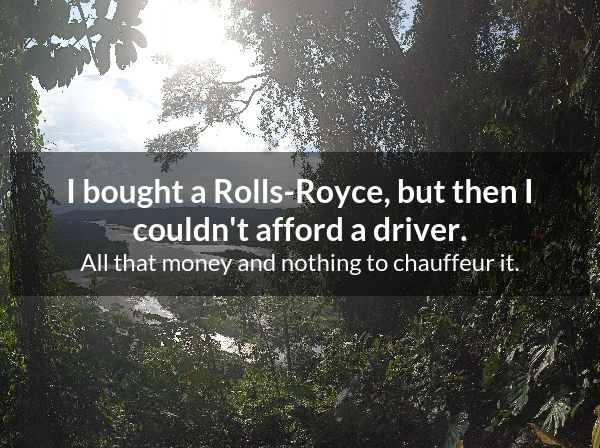 I bought a Rolls-Royce, but then I
couldn't afford a driver.
All that money and nothing to chauffeur it.